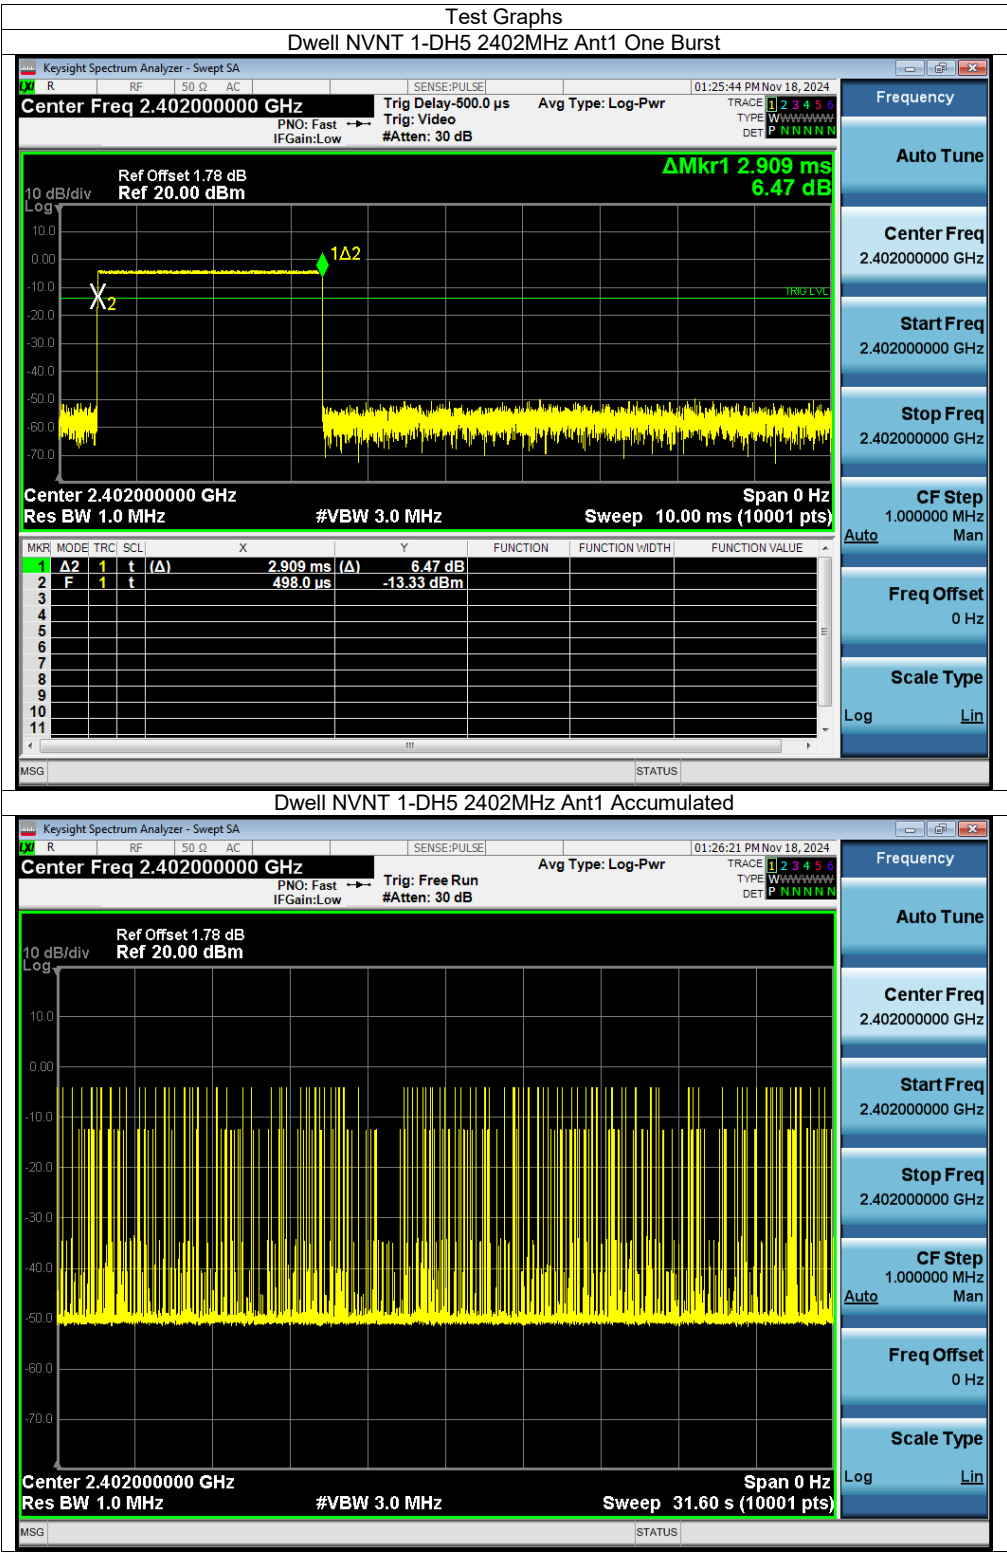 Test Graphs
Dwell NVNT 1-DH5 2402MHz Ant1 One Burst
Keysight Spectrum Analyzer - Swept SA
LXI R RF 50 Ω AC SENSE:PULSE 01:25:44 PM Nov 18, 2024
Center Freq 2.402000000 GHz
PNO: Fast
IFGain:Low
Trig Delay-500.0 µs
Trig: Video
#Atten: 30 dB
Avg Type: Log-Pwr
TRACE 1 2 3 4 5 6
TYPE WWWWWW
DET P N N N N N
Frequency
Auto Tune
Center Freq
2.402000000 GHz
Start Freq
2.402000000 GHz
Stop Freq
2.402000000 GHz
CF Step
1.000000 MHz
Auto Man
Freq Offset
0 Hz
Scale Type
Log Lin
ΔMkr1 2.909 ms
6.47 dB
Ref Offset 1.78 dB
10 dB/div Ref 20.00 dBm
Log
10.0
0.00
-10.0
-20.0
-30.0
-40.0
-50.0
-60.0
-70.0
1Δ2
2
TRIG LVL
Center 2.402000000 GHz Span 0 Hz
Res BW 1.0 MHz #VBW 3.0 MHz Sweep 10.00 ms (10001 pts)
MKR MODE TRC SCL X Y FUNCTION FUNCTION WIDTH FUNCTION VALUE
1 Δ2 1 t (Δ) 2.909 ms (Δ) 6.47 dB
2 F 1 t 498.0 µs -13.33 dBm
3
4
5
6
7
8
9
10
11
MSG STATUS
Dwell NVNT 1-DH5 2402MHz Ant1 Accumulated
Keysight Spectrum Analyzer - Swept SA
LXI R RF 50 Ω AC SENSE:PULSE 01:26:21 PM Nov 18, 2024
Center Freq 2.402000000 GHz
PNO: Fast
IFGain:Low
Trig: Free Run
#Atten: 30 dB
Avg Type: Log-Pwr
TRACE 1 2 3 4 5 6
TYPE WWWWWW
DET P N N N N N
Frequency
Auto Tune
Center Freq
2.402000000 GHz
Start Freq
2.402000000 GHz
Stop Freq
2.402000000 GHz
CF Step
1.000000 MHz
Auto Man
Freq Offset
0 Hz
Scale Type
Log Lin
Ref Offset 1.78 dB
10 dB/div Ref 20.00 dBm
Log
10.0
0.00
-10.0
-20.0
-30.0
-40.0
-50.0
-60.0
-70.0
Center 2.402000000 GHz Span 0 Hz
Res BW 1.0 MHz #VBW 3.0 MHz Sweep 31.60 s (10001 pts)
MSG STATUS